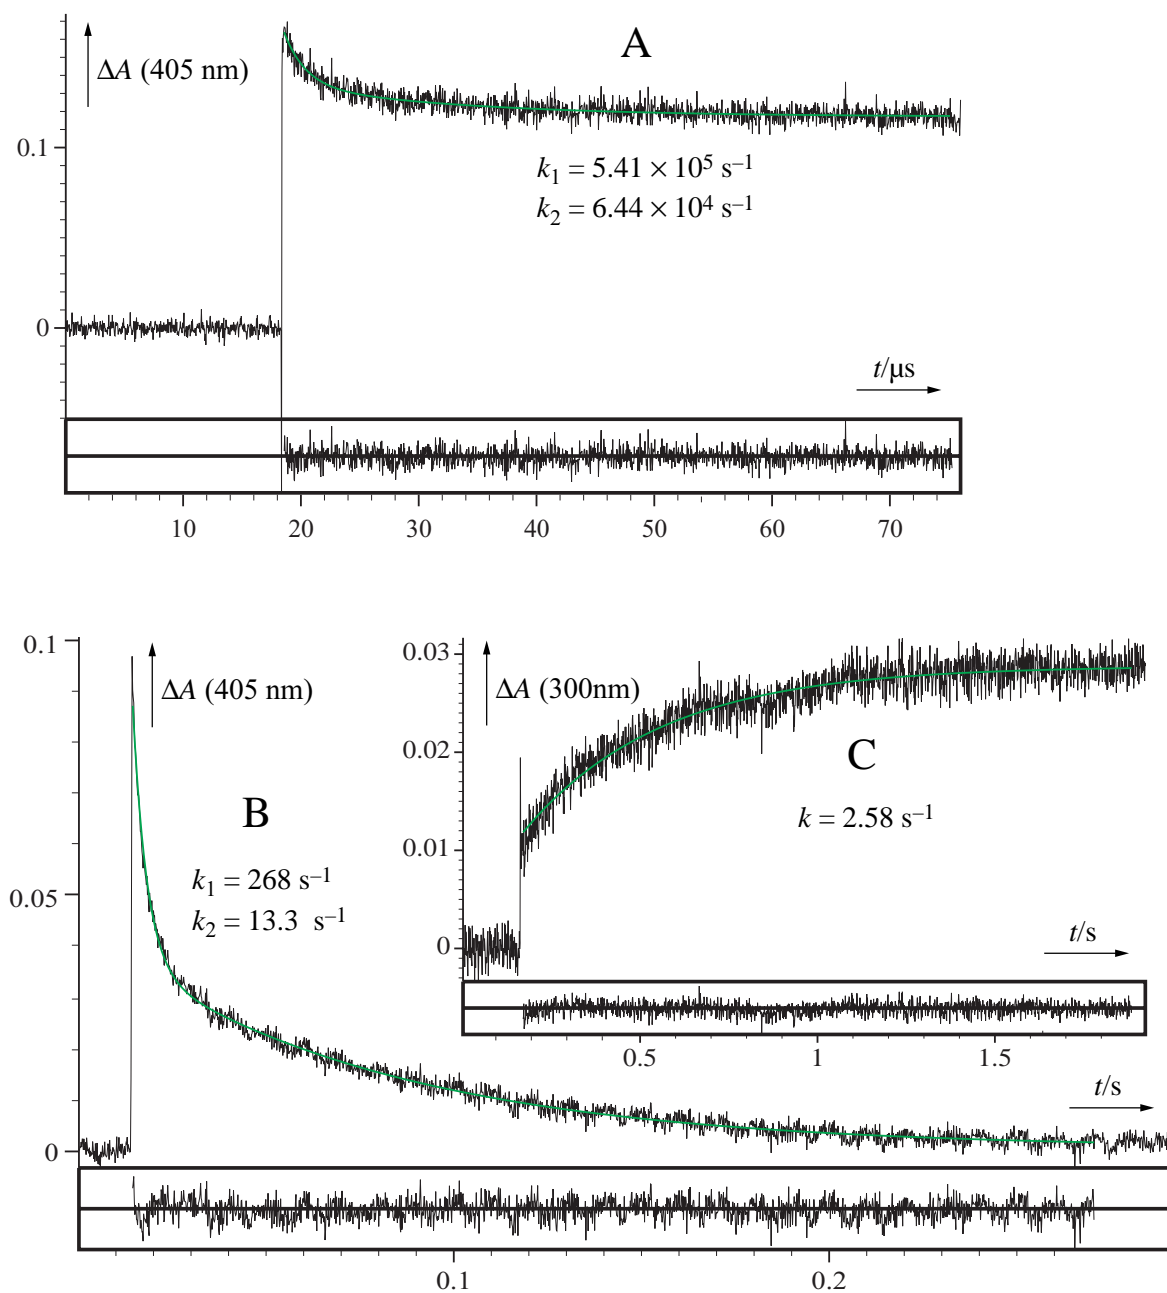 A
ΔA (405 nm)
0.1
k₁ = 5.41 × 10⁵ s⁻¹
k₂ = 6.44 × 10⁴ s⁻¹
0
t/μs
10 20 30 40 50 60 70
0.1
ΔA (405 nm)
B
k₁ = 268 s⁻¹
k₂ = 13.3 s⁻¹
0.05
0
t/s
0.1 0.2
0.03
ΔA (300nm)
0.02
C
k = 2.58 s⁻¹
0.01
0
t/s
0.5 1 1.5